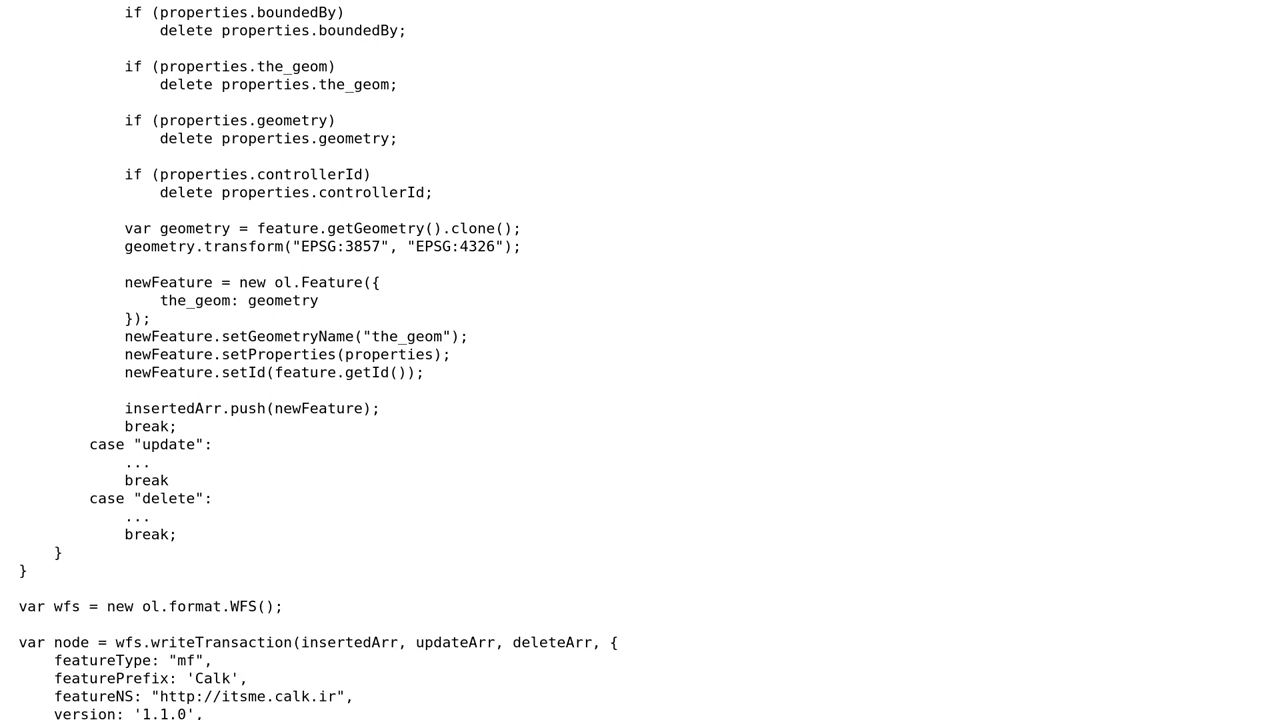 if (properties.boundedBy)
delete properties.boundedBy;
if (properties.the_geom)
delete properties.the_geom;
if (properties.geometry)
delete properties.geometry;
if (properties.controllerId)
delete properties.controllerId;
var geometry = feature.getGeometry().clone();
geometry.transform("EPSG:3857", "EPSG:4326");
newFeature = new ol.Feature({
the_geom: geometry
});
newFeature.setGeometryName("the_geom");
newFeature.setProperties(properties);
newFeature.setId(feature.getId());
insertedArr.push(newFeature);
break;
case "update":
...
break
case "delete":
...
break;
}
}
var wfs = new ol.format.WFS();
var node = wfs.writeTransaction(insertedArr, updateArr, deleteArr, {
featureType: "mf",
featurePrefix: 'Calk',
featureNS: "http://itsme.calk.ir",
version: '1.1.0',